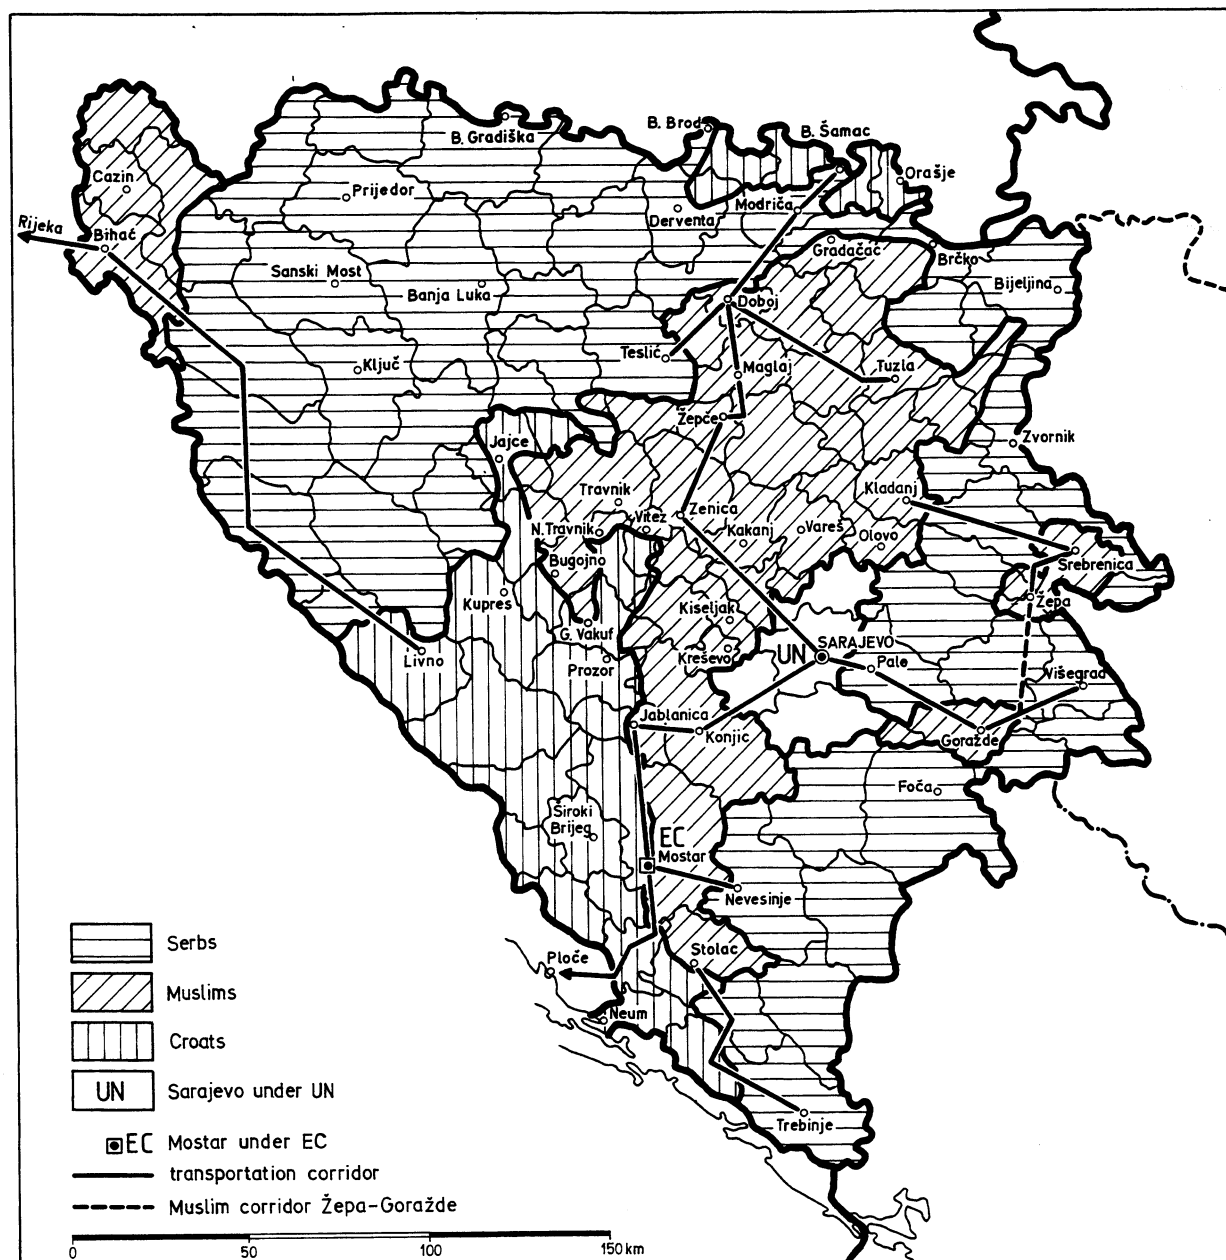 B. Gradiška
B. Brod
B. Šamac
Orašje
Cazin
Prijedor
Derventa
Modriča
Rijeka
Bihać
Gradačac
Brčko
Sanski Most
Banja Luka
Bijeljina
Doboj
Teslić
Ključ
Maglaj
Tuzla
Žepče
Jajce
Zvornik
Travnik
Kladanj
Zenica
N. Travnik
Vitez
Kakanj
Vareš
Olovo
Bugojno
Srebrenica
Kupres
Kiseljak
Žepa
G. Vakuf
SARAJEVO
UN
Livno
Prozor
Kreševo
Pale
Višegrad
Jablanica
Konjic
Goražde
Foča
Široki
Brijeg
EC
Mostar
Nevesinje
Stolac
Ploče
Neum
Trebinje
Serbs
Muslims
Croats
UN Sarajevo under UN
EC Mostar under EC
transportation corridor
Muslim corridor Žepa-Goražde
0 50 100 150 km